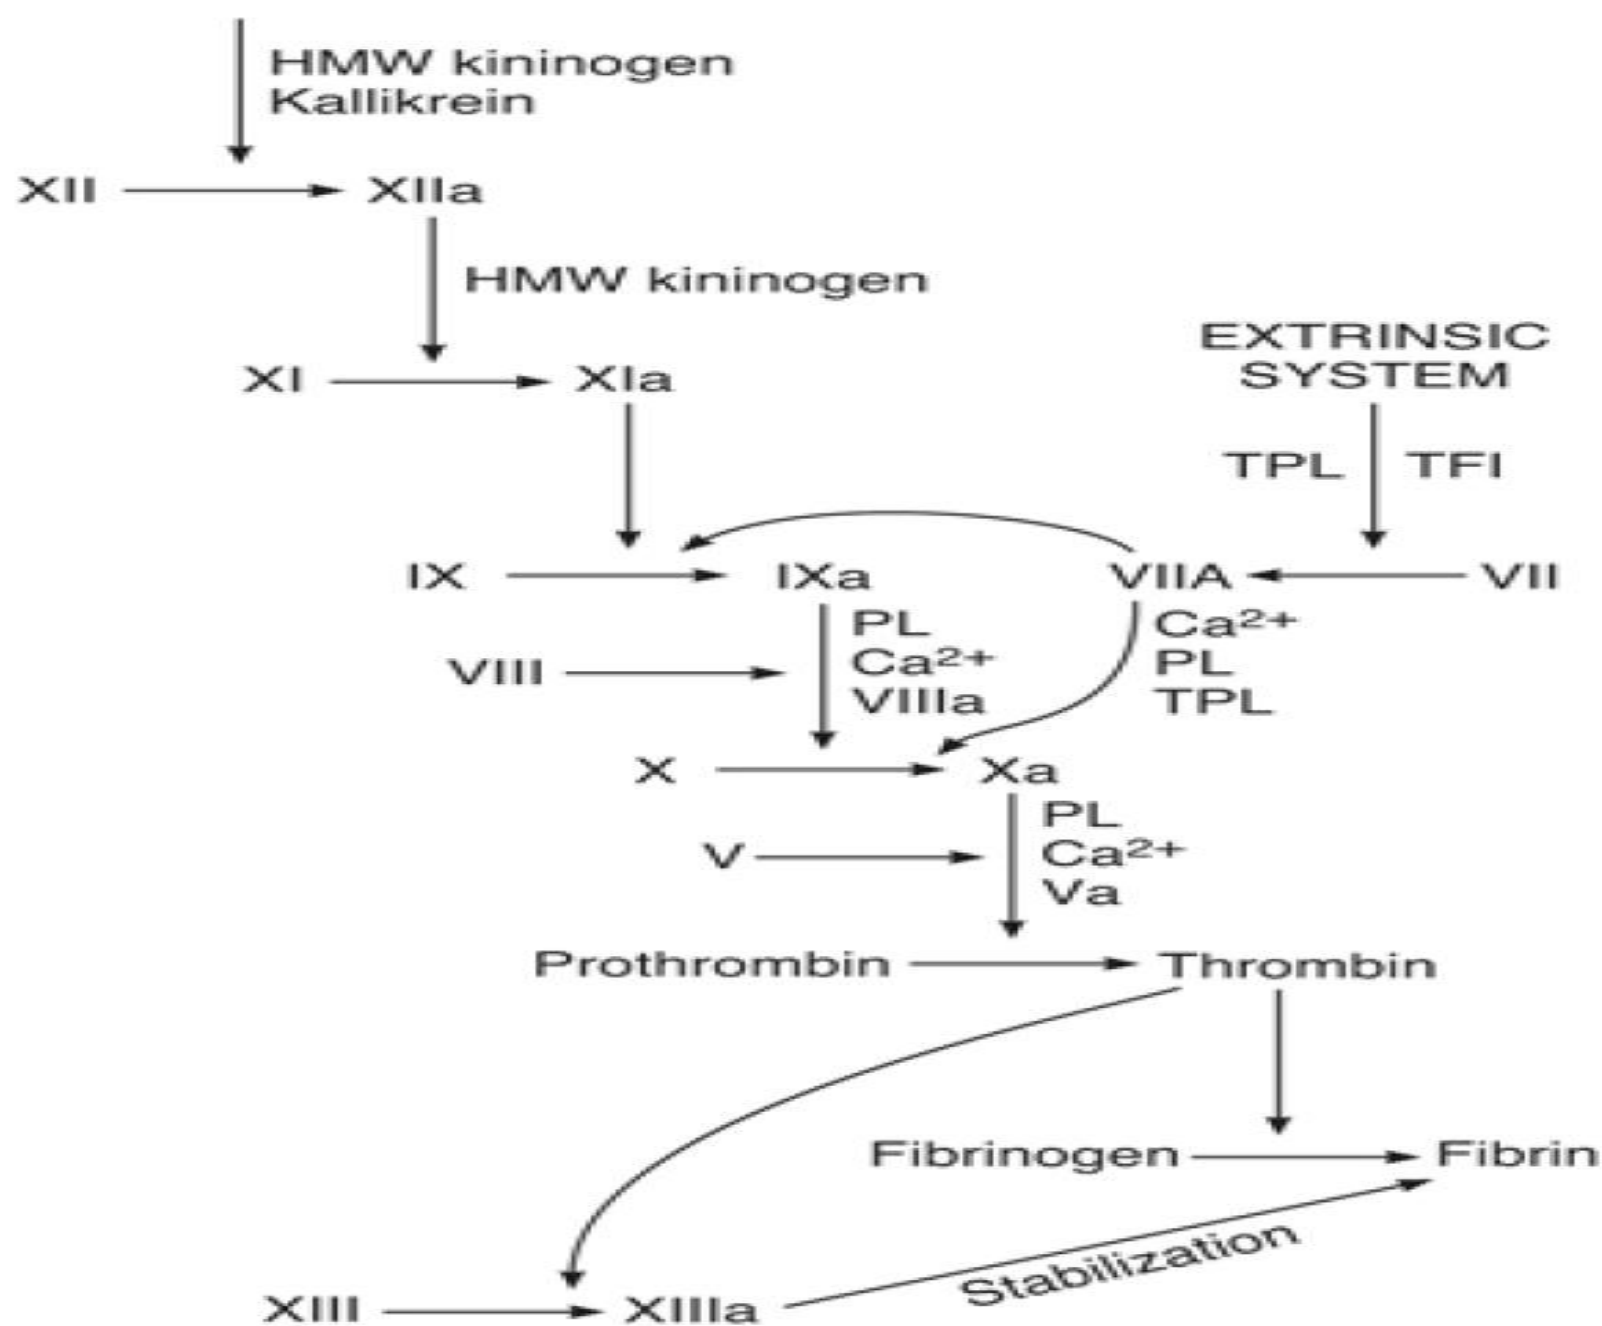 HMW kininogen
Kallikrein
XII XIIa
HMW kininogen
EXTRINSIC
SYSTEM
XI XIa
TPL TFI
IX IXa VIIA VII
PL Ca2+
VIII Ca2+ PL
VIIIa TPL
X Xa
PL
V Ca2+
Va
Prothrombin Thrombin
Fibrinogen Fibrin
Stabilization
XIII XIIIa